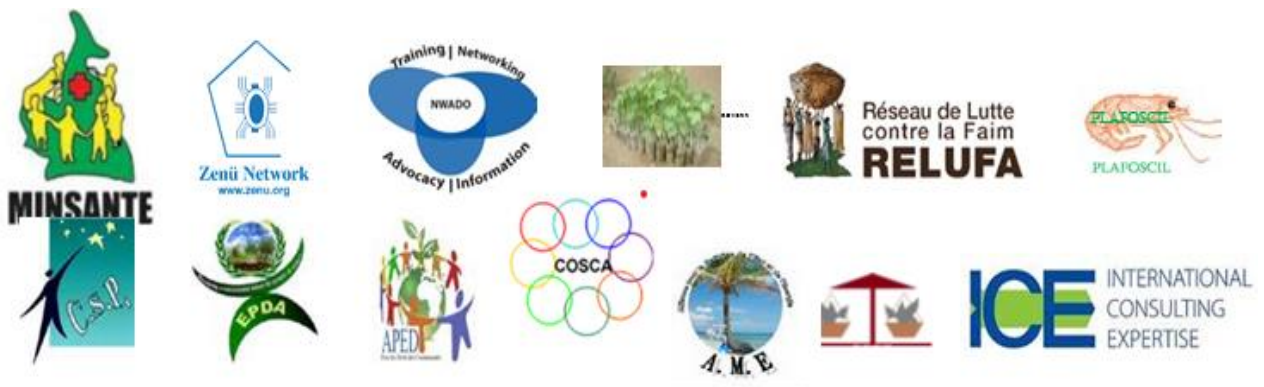 MINSANTE
Zenü Network
www.zenu.org
Training | Networking
NWADO
Advocacy | Information
Réseau de Lutte
contre la Faim
RELUFA
PLAFOSCIL
PLAFOSCIL
C.S.P.
EPDA
APED
COSCA
A. M. E
ICE
INTERNATIONAL
CONSULTING
EXPERTISE